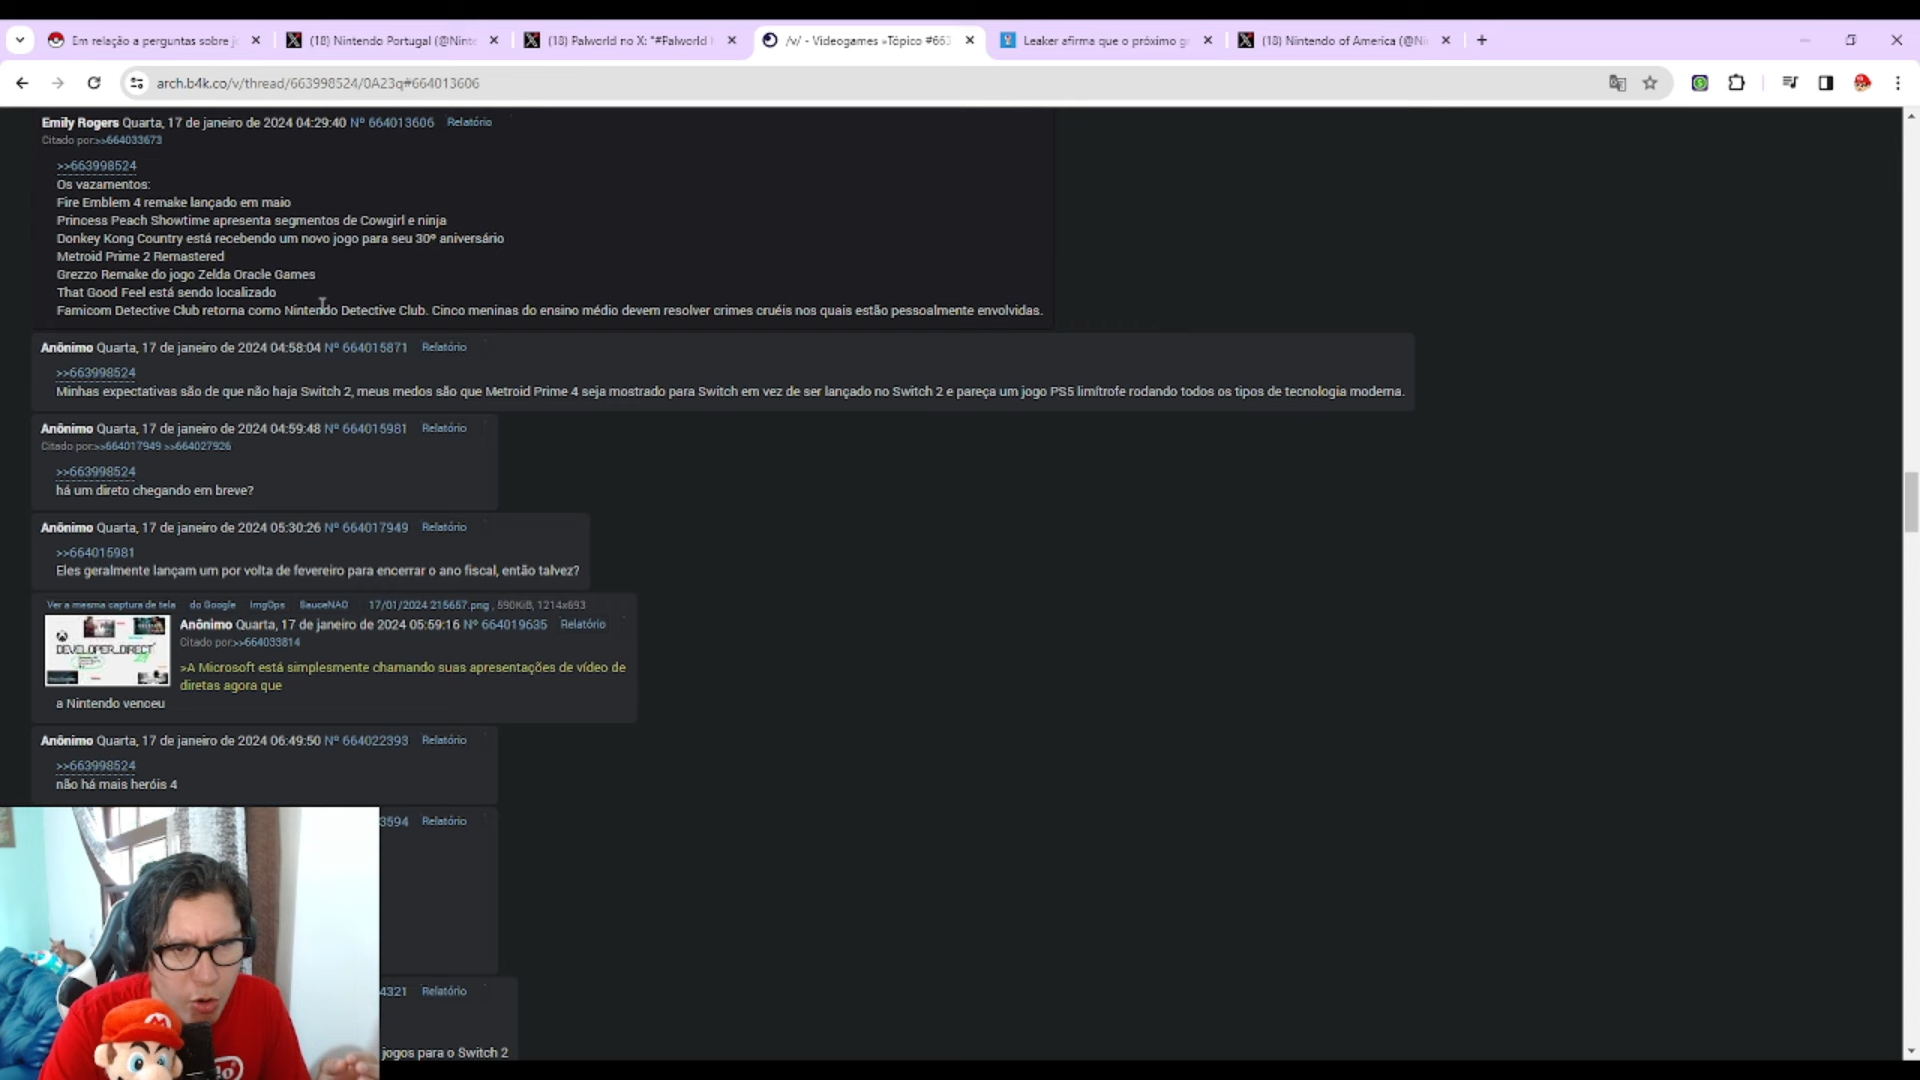 Em relação a perguntas sobre j
(18) Nintendo Portugal (@Ninte
(18) Palworld no X: "#Palworld
/v/ - Videogames »Tópico #663
Leaker afirma que o próximo g
(18) Nintendo of America (@Ni
arch.b4k.co/v/thread/663998524/0A23q#664013606
Emily Rogers Quarta, 17 de janeiro de 2024 04:29:40 Nº 664013606 Relatório
Citado por:>>664033673
>>663998524
Os vazamentos:
Fire Emblem 4 remake lançado em maio
Princess Peach Showtime apresenta segmentos de Cowgirl e ninja
Donkey Kong Country está recebendo um novo jogo para seu 30º aniversário
Metroid Prime 2 Remastered
Grezzo Remake do jogo Zelda Oracle Games
That Good Feel está sendo localizado
Famicom Detective Club retorna como Nintendo Detective Club. Cinco meninas do ensino médio devem resolver crimes cruéis nos quais estão pessoalmente envolvidas.
Anônimo Quarta, 17 de janeiro de 2024 04:58:04 Nº 664015871 Relatório
>>663998524
Minhas expectativas são de que não haja Switch 2, meus medos são que Metroid Prime 4 seja mostrado para Switch em vez de ser lançado no Switch 2 e pareça um jogo PS5 limítrofe rodando todos os tipos de tecnologia moderna.
Anônimo Quarta, 17 de janeiro de 2024 04:59:48 Nº 664015981 Relatório
Citado por:>>664017949 >>664027926
>>663998524
há um direto chegando em breve?
Anônimo Quarta, 17 de janeiro de 2024 05:30:26 Nº 664017949 Relatório
>>664015981
Eles geralmente lançam um por volta de fevereiro para encerrar o ano fiscal, então talvez?
Ver a mesma captura de tela do Google ImgOps SauceNAO 17/01/2024 215657.png , 590KiB, 1214x693
Anônimo Quarta, 17 de janeiro de 2024 05:59:16 Nº 664019635 Relatório
Citado por:>>664033814
DEVELOPER_DIRECT
>A Microsoft está simplesmente chamando suas apresentações de vídeo de
diretas agora que
a Nintendo venceu
Anônimo Quarta, 17 de janeiro de 2024 06:49:50 Nº 664022393 Relatório
>>663998524
não há mais heróis 4
3594 Relatório
4321 Relatório
jogos para o Switch 2